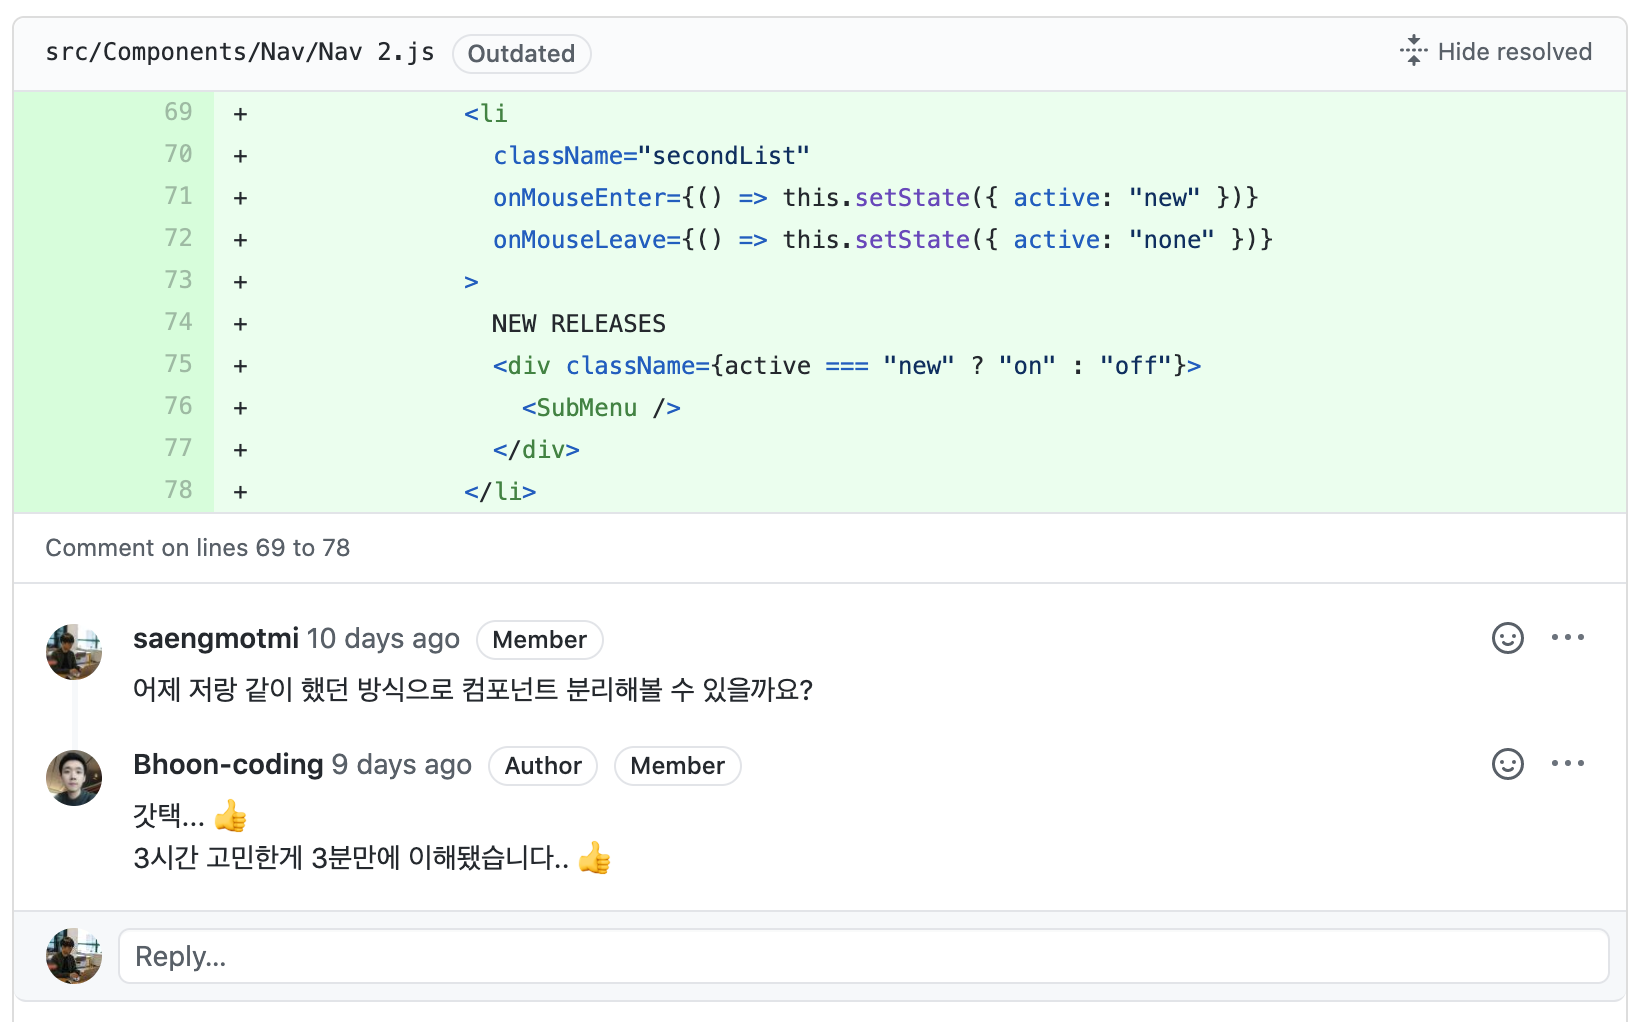 src/Components/Nav/Nav 2.js Outdated Hide resolved
69 + <li
70 + className="secondList"
71 + onMouseEnter={() => this.setState({ active: "new" })}
72 + onMouseLeave={() => this.setState({ active: "none" })}
73 + >
74 + NEW RELEASES
75 + <div className={active === "new" ? "on" : "off"}>
76 + <SubMenu />
77 + </div>
78 + </li>
Comment on lines 69 to 78
saengmotmi 10 days ago Member
어제 저랑 같이 했던 방식으로 컴포넌트 분리해볼 수 있을까요?
Bhoon-coding 9 days ago Author Member
갓택... 👍
3시간 고민한게 3분만에 이해됐습니다.. 👍
Reply...